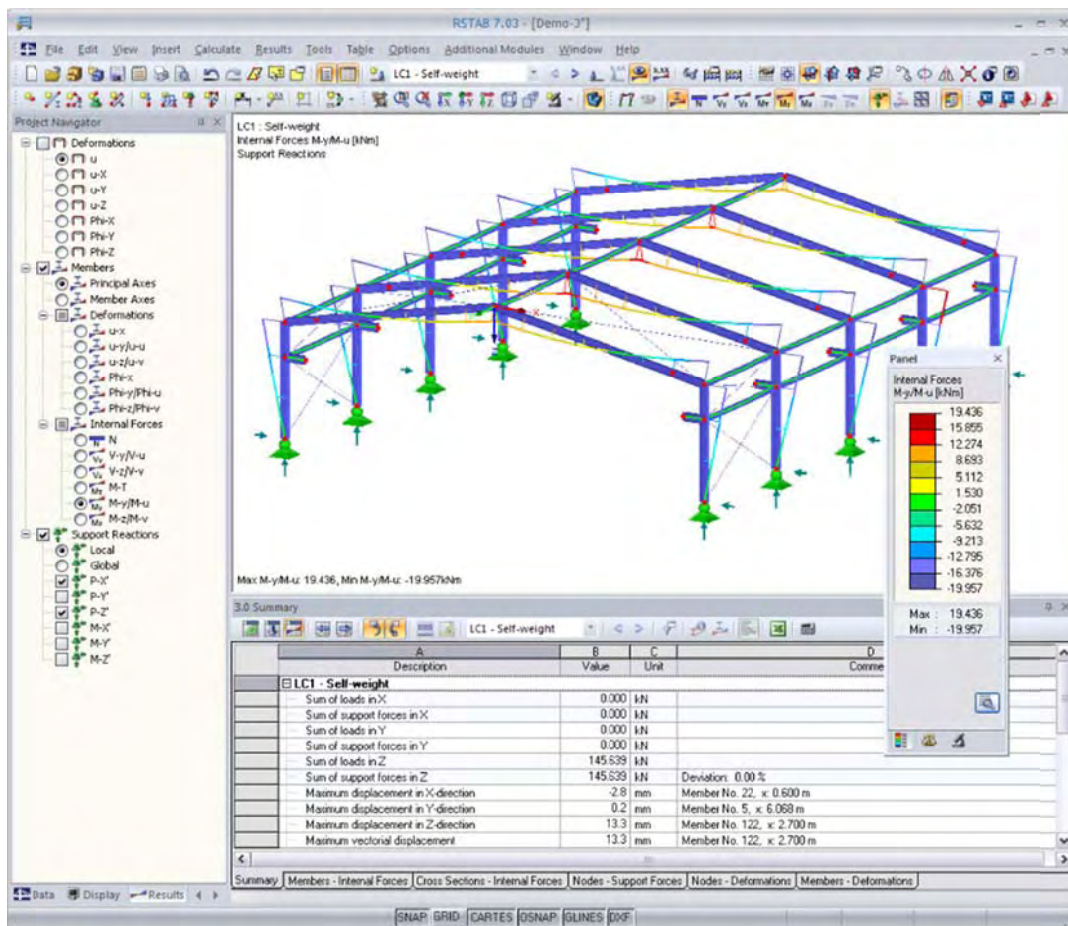 RSTAB 7.03 - [Demo-3*]
File Edit View Insert Calculate Results Tools Table Options Additional Modules Window Help
LC1 - Self-weight
Project Navigator
Deformations
u
u-X
u-Y
u-Z
Phi-X
Phi-Y
Phi-Z
Members
Principal Axes
Member Axes
Deformations
u-x
u-y/u-u
u-z/u-v
Phi-x
Phi-y/Phi-u
Phi-z/Phi-v
Internal Forces
N
V-y/V-u
V-z/V-v
M-T
M-y/M-u
M-z/M-v
Support Reactions
Local
Global
P-X'
P-Y'
P-Z'
M-X'
M-Y'
M-Z'
Data Display Results
LC1 : Self-weight
Internal Forces M-y/M-u [kNm]
Support Reactions
X
Max M-y/M-u: 19.436, Min M-y/M-u: -19.957kNm
Panel
Internal Forces
M-y/M-u [kNm]
19.436
15.855
12.274
8.693
5.112
1.530
-2.051
-5.632
-9.213
-12.795
-16.376
-19.957
Max : 19.436
Min : -19.957
3.0 Summary
LC1 - Self-weight
A B C D
Description Value Unit Comme
LC1 - Self-weight
Sum of loads in X 0.000 kN
Sum of support forces in X 0.000 kN
Sum of loads in Y 0.000 kN
Sum of support forces in Y 0.000 kN
Sum of loads in Z 145.639 kN
Sum of support forces in Z 145.639 kN Deviation: 0.00 %
Maximum displacement in X-direction -2.8 mm Member No. 22, x: 0.600 m
Maximum displacement in Y-direction 0.2 mm Member No. 5, x: 6.068 m
Maximum displacement in Z-direction 13.3 mm Member No. 122, x: 2.700 m
Maximum vectorial displacement 13.3 mm Member No. 122, x: 2.700 m
Summary Members - Internal Forces Cross Sections - Internal Forces Nodes - Support Forces Nodes - Deformations Members - Deformations
SNAP GRID CARTES OSNAP GLINES DXF